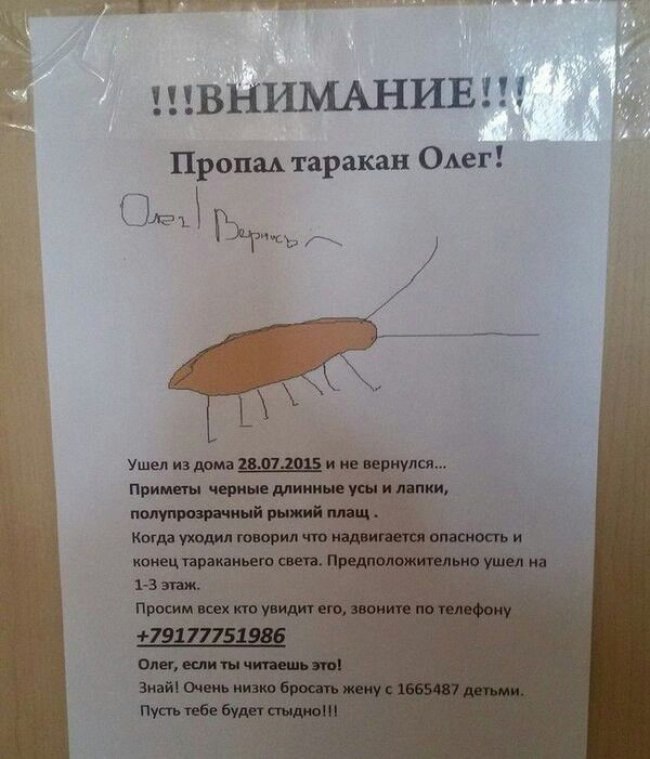 !!!ВНИМАНИЕ!!!
Пропал таракан Олег!
Олег! Вернись
Ушел из дома 28.07.2015 и не вернулся...
Приметы черные длинные усы и лапки,
полупрозрачный рыжий плащ .
Когда уходил говорил что надвигается опасность и
конец тараканьего света. Предположительно ушел на
1-3 этаж.
Просим всех кто увидит его, звоните по телефону
+79177751986
Олег, если ты читаешь это!
Знай! Очень низко бросать жену с 1665487 детьми.
Пусть тебе будет стыдно!!!